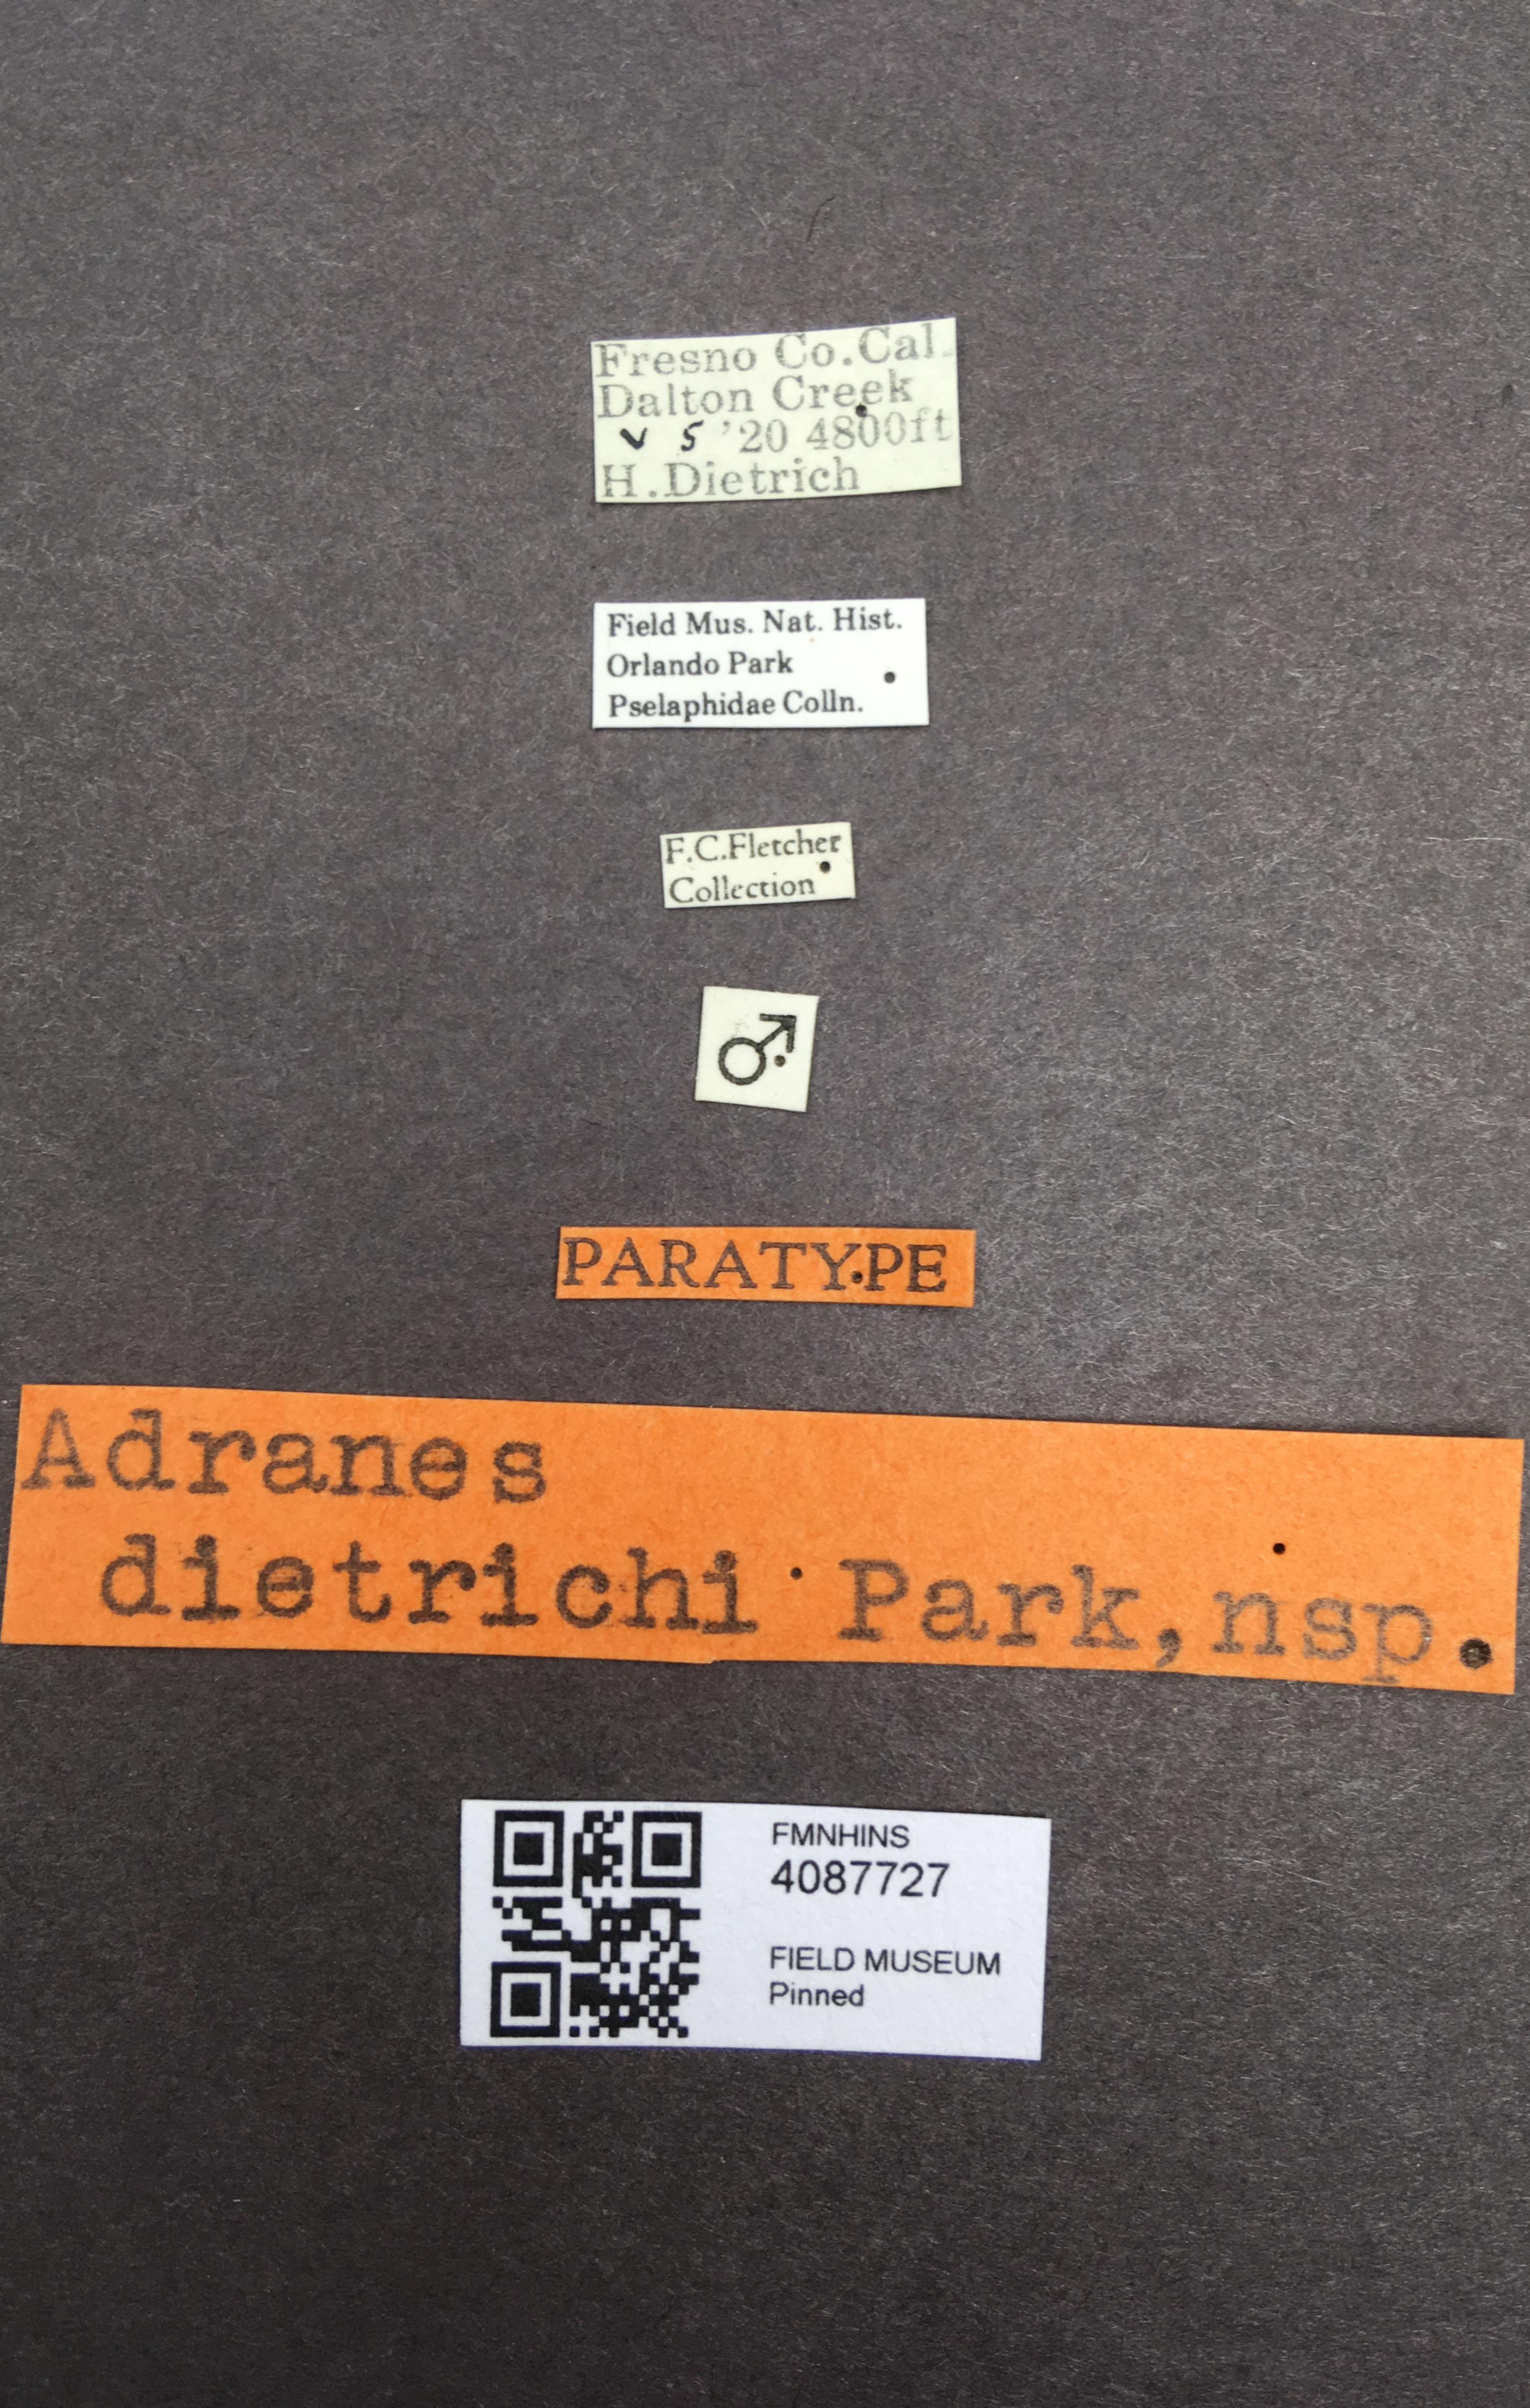 Fresno Co.Cal.
Dalton Creek
V 5 '20 4800ft
H.Dietrich
Field Mus. Nat. Hist.
Orlando Park
Pselaphidae Colln.
F.C.Fletcher
Collection
♂
PARATYPE
Adranes
dietrichi Park,nsp.
FMNHINS
4087727
FIELD MUSEUM
Pinned